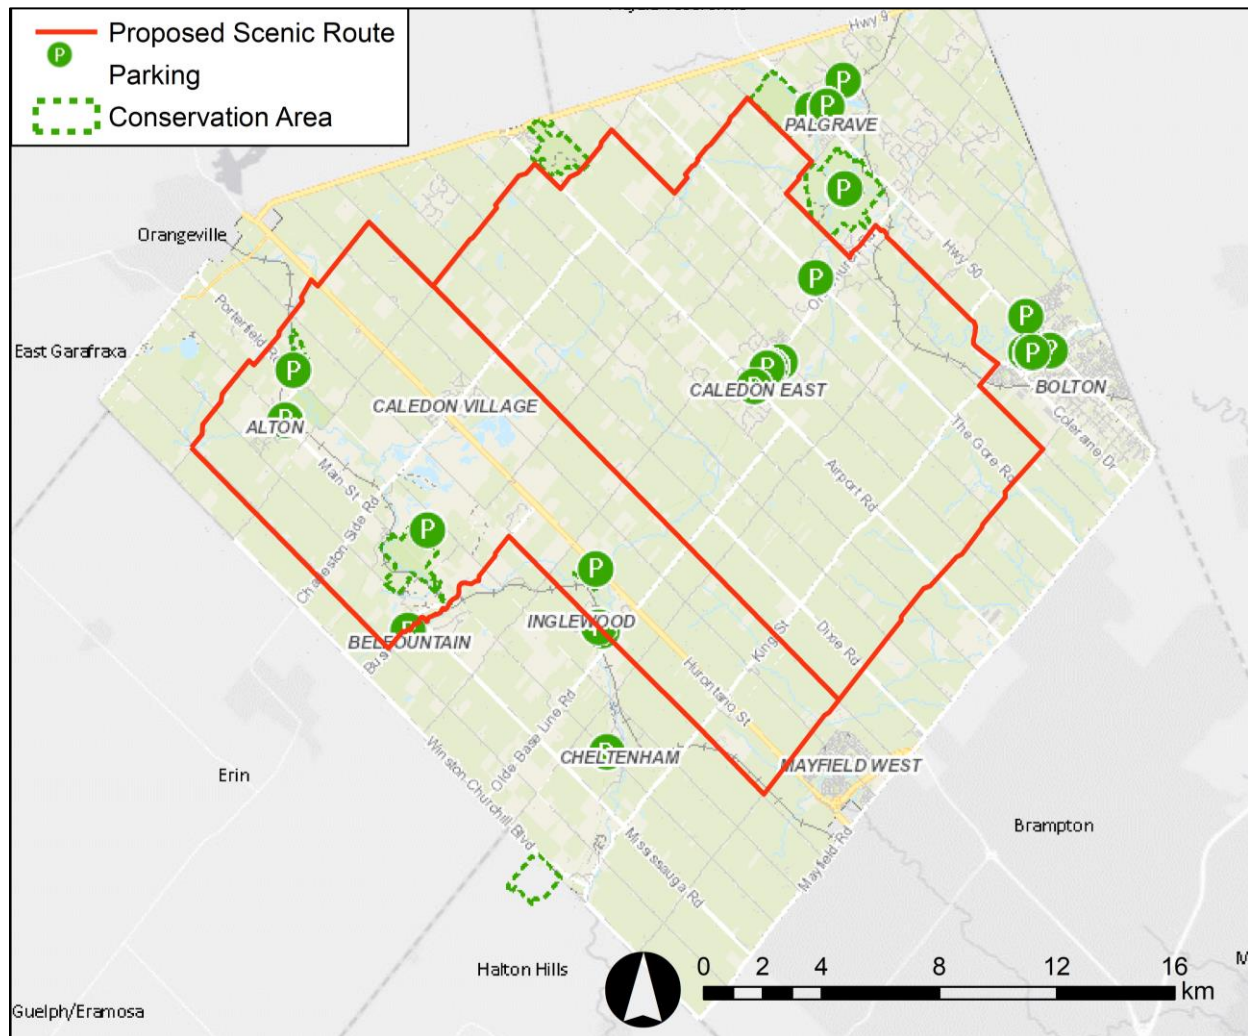 Hwy 9
Proposed Scenic Route
P
Parking
Conservation Area
P
P
PALGRAVE
P
Orangeville
Hwy 50
P
Porterfield Rd
P
East Garafraxa
P
P
P
CALEDON EAST
BOLTON
CALEDON VILLAGE
ALTON
Coleraine Dr
The Gore Rd
Main St
Airport Rd
Charleston Side Rd
P
P
INGLEWOOD
BELFOUNTAIN
King St
Dixie Rd
Hurontario St
Olde Base Line Rd
CHELTENHAM
MAYFIELD WEST
Winston Churchill Blvd
Erin
Brampton
Mississauga Rd
Mayfield Rd
Halton Hills
0 2 4 8 12 16
km
Guelph/Eramosa